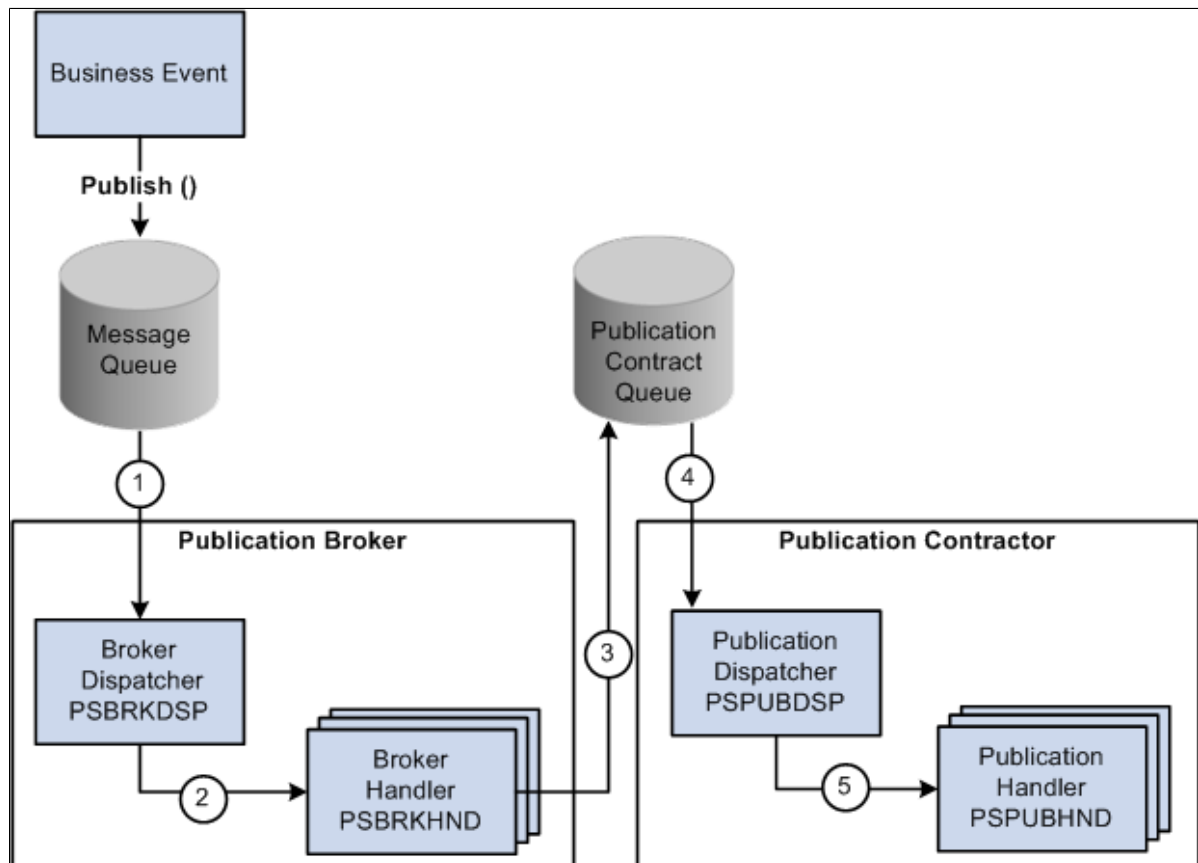 Business Event
Publish ()
Message
Queue
Publication
Contract
Queue
1
4
Publication Broker
Publication Contractor
Broker
Dispatcher
PSBRKDSP
3
Publication
Dispatcher
PSPUBDSP
2
Broker
Handler
PSBRKHND
5
Publication
Handler
PSPUBHND